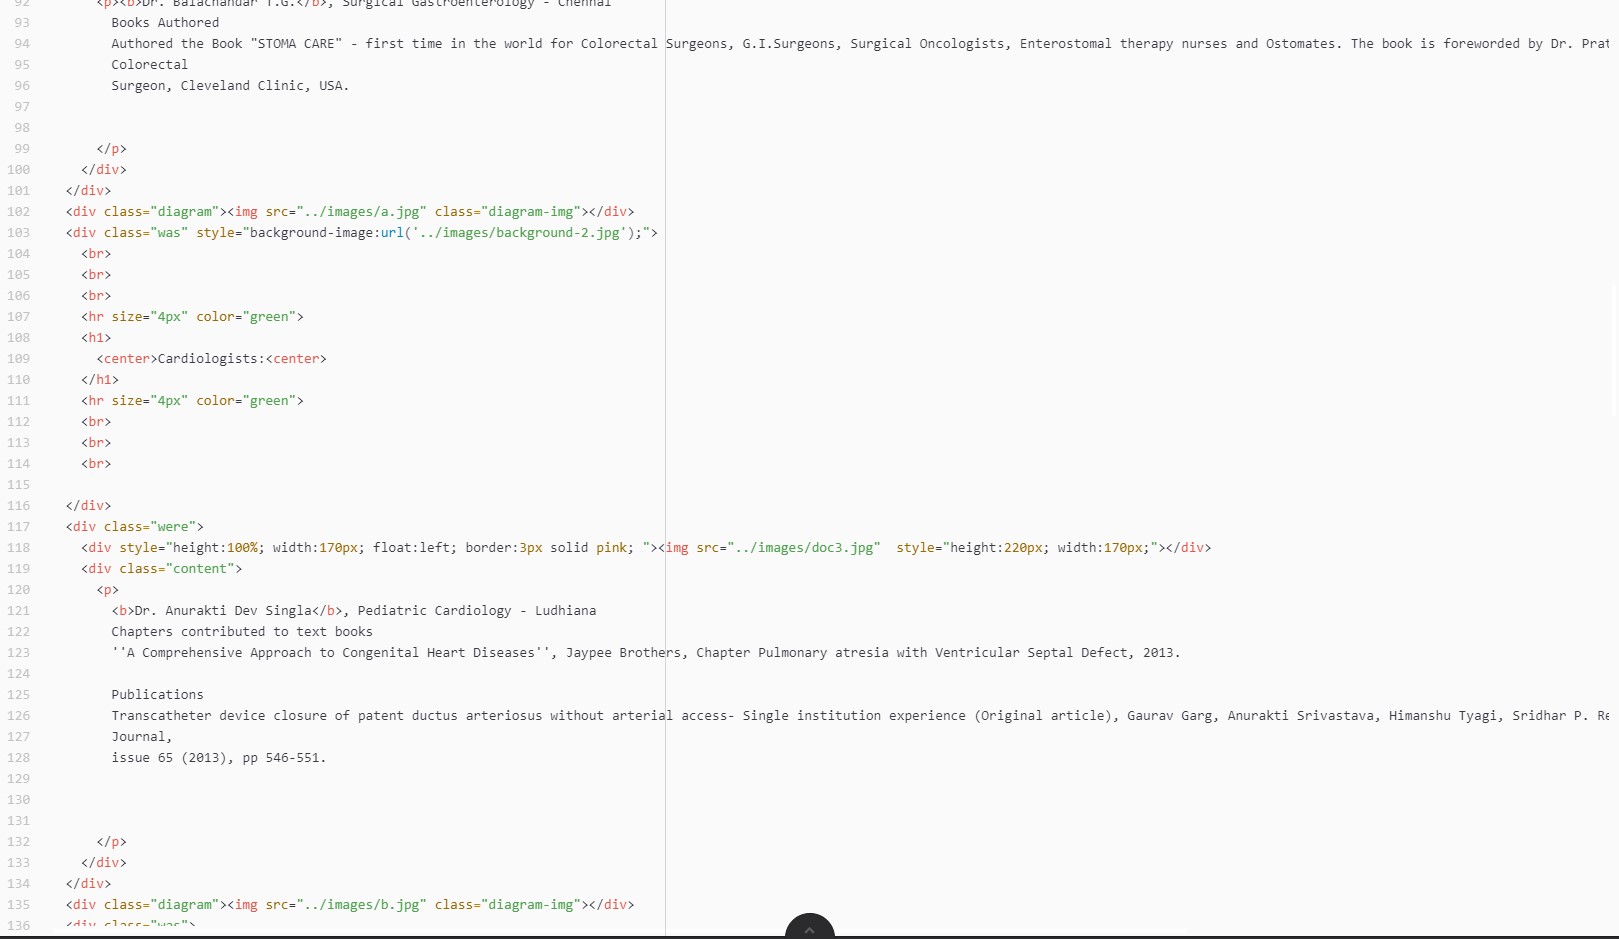 92 <p><b>Dr. Balachandar T.G.</b>, Surgical Gastroenterology - Chennai
93 Books Authored
94 Authored the Book "STOMA CARE" - first time in the world for Colorectal Surgeons, G.I.Surgeons, Surgical Oncologists, Enterostomal therapy nurses and Ostomates. The book is foreworded by Dr.
95 Colorectal
96 Surgeon, Cleveland Clinic, USA.
97
98
99 </p>
100 </div>
101 </div>
102 <div class="diagram"><img src="../images/a.jpg" class="diagram-img"></div>
103 <div class="was" style="background-image:url('../images/background-2.jpg');">
104 <br>
105 <br>
106 <br>
107 <hr size="4px" color="green">
108 <h1>
109 <center>Cardiologists:<center>
110 </h1>
111 <hr size="4px" color="green">
112 <br>
113 <br>
114 <br>
115
116 </div>
117 <div class="were">
118 <div style="height:100%; width:170px; float:left; border:3px solid pink; "><img src="../images/doc3.jpg"  style="height:220px; width:170px;"></div>
119 <div class="content">
120 <p>
121 <b>Dr. Anurakti Dev Singla</b>, Pediatric Cardiology - Ludhiana
122 Chapters contributed to text books
123 ''A Comprehensive Approach to Congenital Heart Diseases'', Jaypee Brothers, Chapter Pulmonary atresia with Ventricular Septal Defect, 2013.
124
125 Publications
126 Transcatheter device closure of patent ductus arteriosus without arterial access- Single institution experience (Original article), Gaurav Garg, Anurakti Srivastava, Himanshu Tyagi, Sridhar P.
127 Journal,
128 issue 65 (2013), pp 546-551.
129
130
131
132 </p>
133 </div>
134 </div>
135 <div class="diagram"><img src="../images/b.jpg" class="diagram-img"></div>
136 <div class="was">